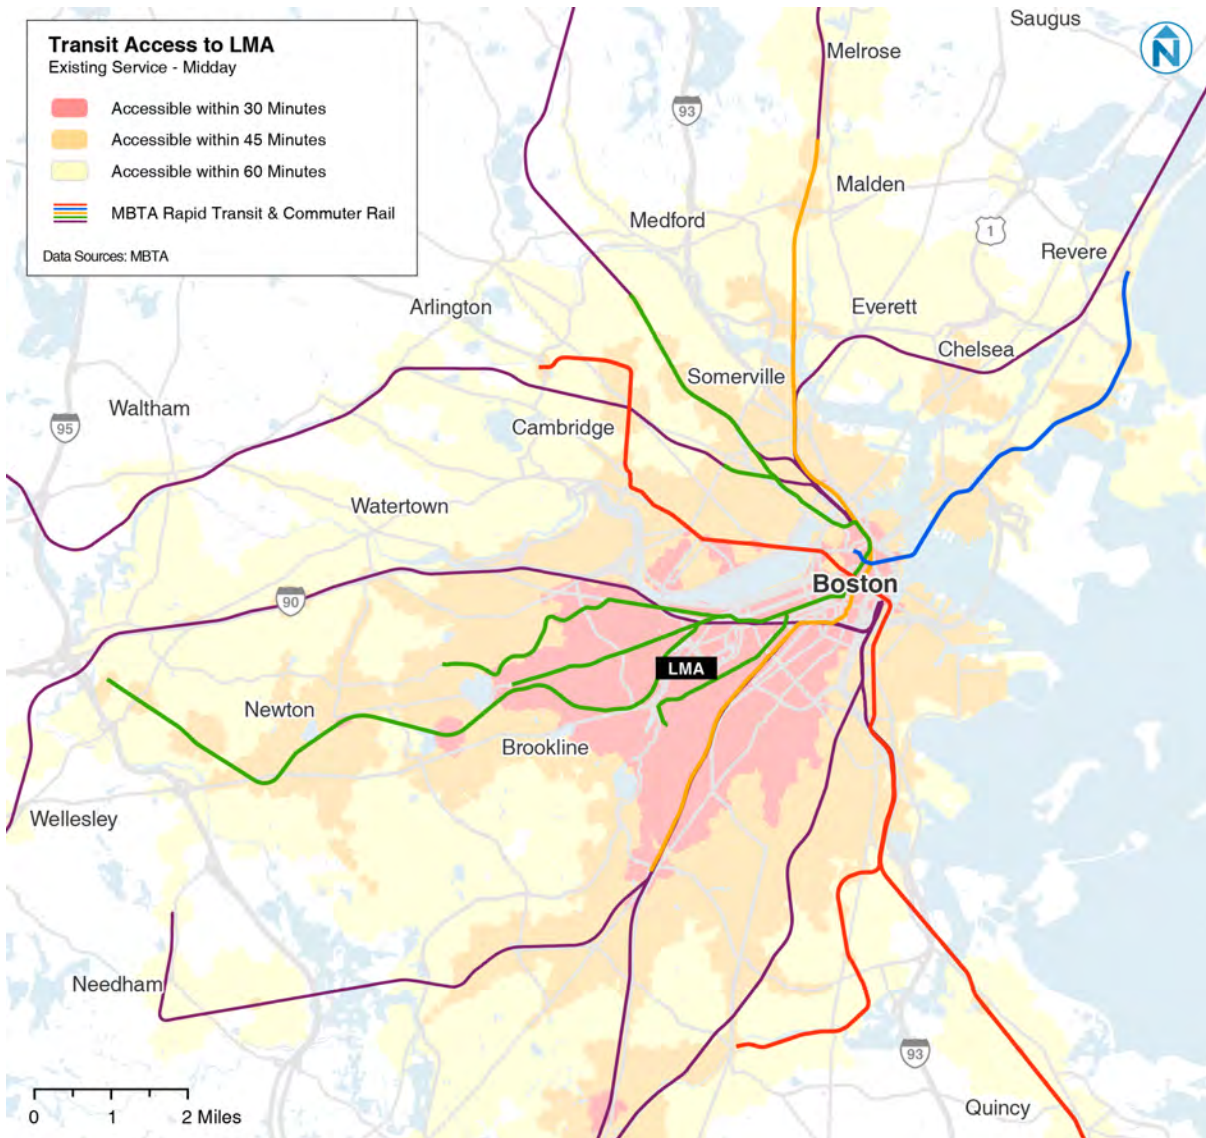 Transit Access to LMA
Existing Service - Midday
Accessible within 30 Minutes
Accessible within 45 Minutes
Accessible within 60 Minutes
MBTA Rapid Transit & Commuter Rail
Data Sources: MBTA
Saugus
N
Melrose
93
Malden
Medford
1
Revere
Arlington
Everett
Chelsea
Somerville
Waltham
95
Cambridge
Watertown
Boston
90
LMA
Newton
Brookline
Wellesley
Needham
93
Quincy
0 1 2 Miles